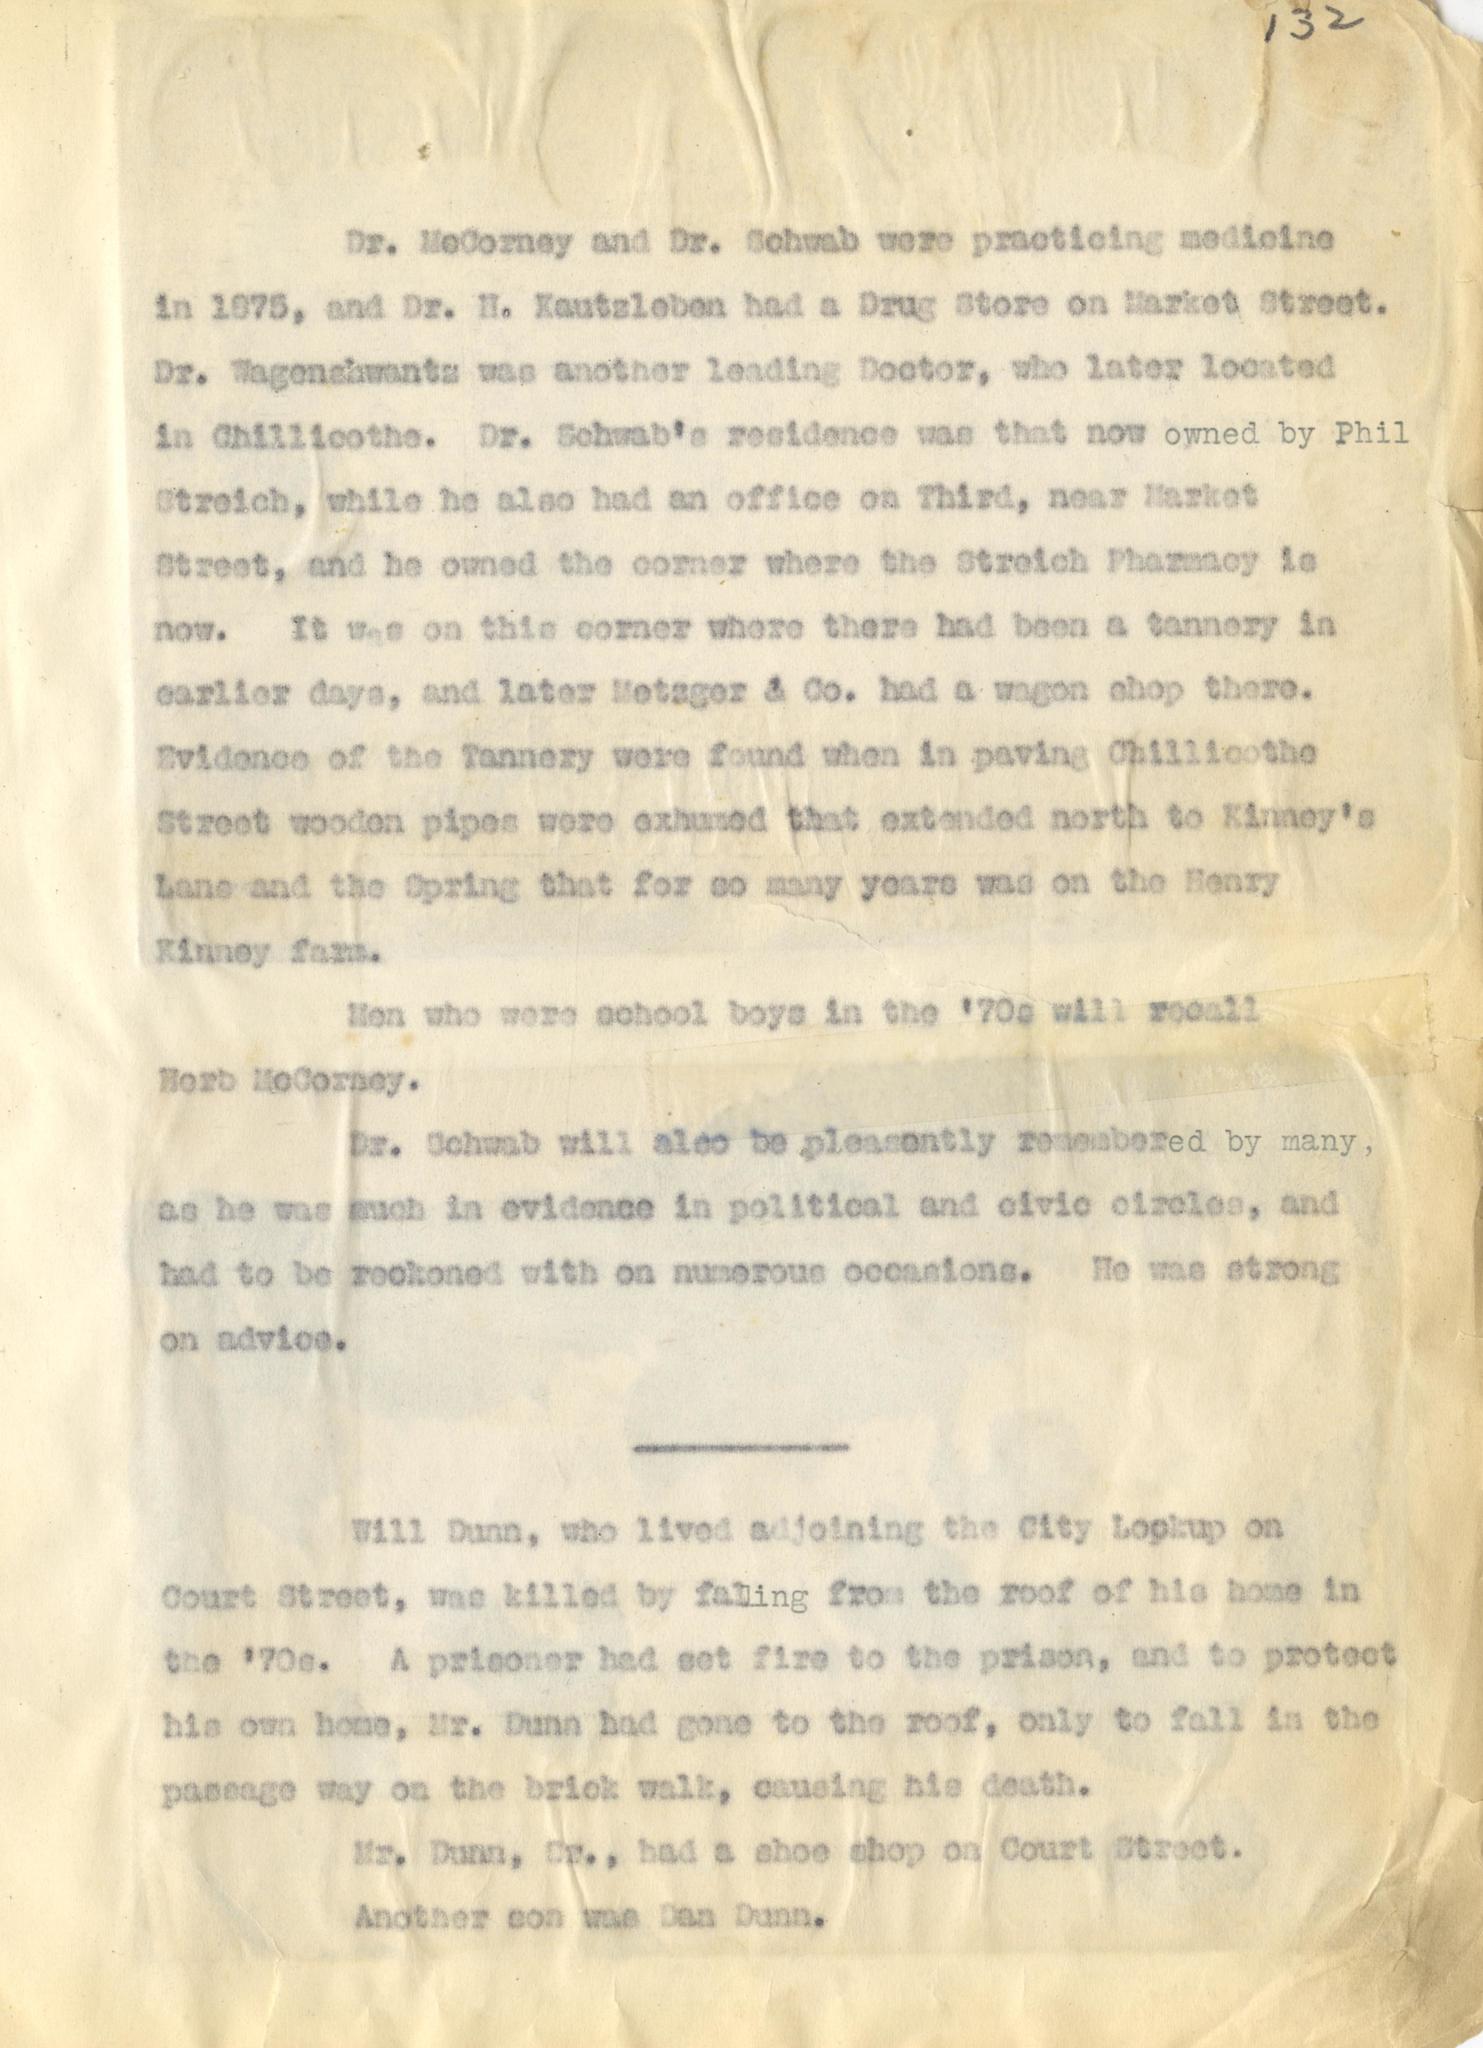 132
Dr. McCorney and Dr. Schwab were practicing medicine
in 1875, and Dr. H. Kautzleben had a Drug Store on Market Street.
Dr. Wagenshwantz was another leading Doctor, who later located
in Chillicothe. Dr. Schwab's residence was that now owned by Phil
Streich, while he also had an office on Third, near Market
Street, and he owned the corner where the Streich Pharmacy is
now. It was on this corner where there had been a tannery in
earlier days, and later Metzger & Co. had a wagon shop there.
Evidence of the Tannery were found when in paving Chillicothe
Street wooden pipes were exhumed that extended north to Kinney's
Lane and the Spring that for so many years was on the Henry
Kinney farm.
Men who were school boys in the '70s will recall
Herb McCorney.
Dr. Schwab will also be pleasantly remembered by many,
as he was much in evidence in political and civic circles, and
had to be reckoned with on numerous occasions. He was strong
on advice.
Will Dunn, who lived adjoining the City Lockup on
Court Street, was killed by falling from the roof of his home in
the '70s. A prisoner had set fire to the prison, and to protect
his own home, Mr. Dunn had gone to the roof, only to fall in the
passage way on the brick walk, causing his death.
Mr. Dunn, Sr., had a shoe shop on Court Street.
Another son was Dan Dunn.